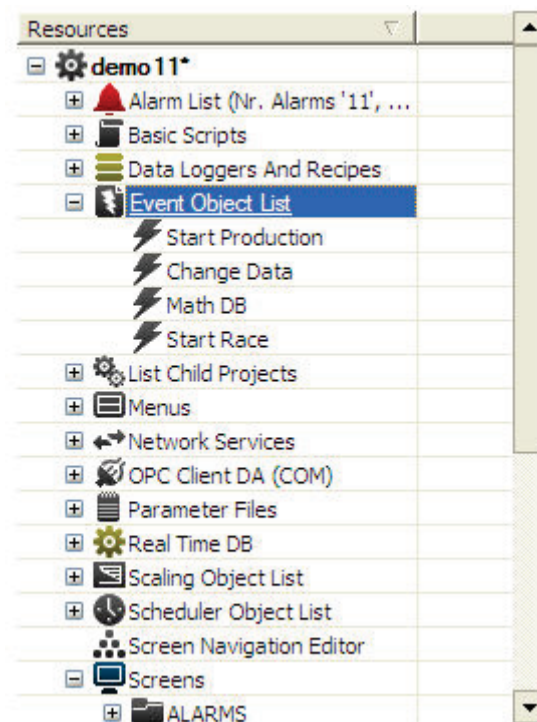 Resources
demo11*
Alarm List (Nr. Alarms '11', ...
Basic Scripts
Data Loggers And Recipes
Event Object List
Start Production
Change Data
Math DB
Start Race
List Child Projects
Menus
Network Services
OPC Client DA (COM)
Parameter Files
Real Time DB
Scaling Object List
Scheduler Object List
Screen Navigation Editor
Screens
ALARMS